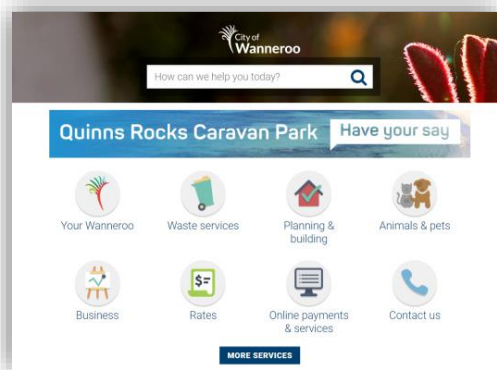 City of
Wanneroo
How can we help you today?
Quinns Rocks Caravan Park Have your say
Your Wanneroo
Waste services
Planning &
building
Animals & pets
$=
Business
Rates
Online payments
& services
Contact us
MORE SERVICES